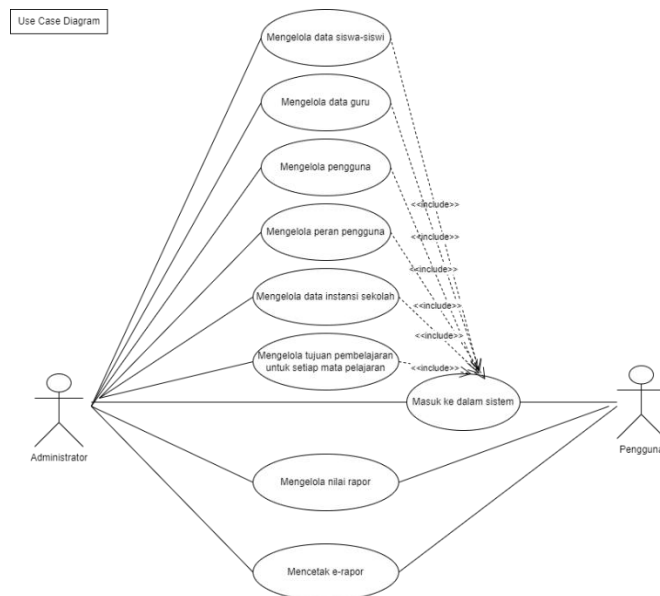 Use Case Diagram
Mengelola data siswa-siswi
Mengelola data guru
Mengelola pengguna
<<include>>
Mengelola peran pengguna
<<include>>
<<include>>
Mengelola data instansi sekolah
<<include>>
<<include>>
Mengelola tujuan pembelajaran
untuk setiap mata pelajaran
<<include>>
Masuk ke dalam sistem
Administrator
Pengguna
Mengelola nilai rapor
Mencetak e-rapor